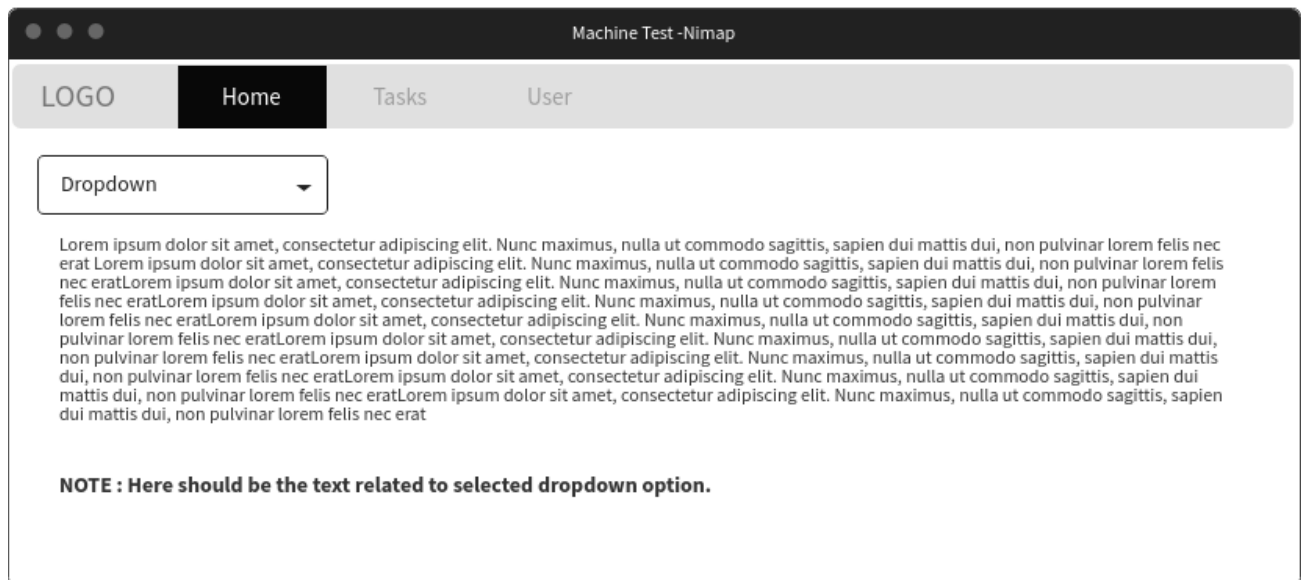 Machine Test -Nimap
LOGO Home Tasks User
Dropdown
Lorem ipsum dolor sit amet, consectetur adipiscing elit. Nunc maximus, nulla ut commodo sagittis, sapien dui mattis dui, non pulvinar lorem felis nec
erat Lorem ipsum dolor sit amet, consectetur adipiscing elit. Nunc maximus, nulla ut commodo sagittis, sapien dui mattis dui, non pulvinar lorem felis
nec eratLorem ipsum dolor sit amet, consectetur adipiscing elit. Nunc maximus, nulla ut commodo sagittis, sapien dui mattis dui, non pulvinar lorem
felis nec eratLorem ipsum dolor sit amet, consectetur adipiscing elit. Nunc maximus, nulla ut commodo sagittis, sapien dui mattis dui, non pulvinar
lorem felis nec eratLorem ipsum dolor sit amet, consectetur adipiscing elit. Nunc maximus, nulla ut commodo sagittis, sapien dui mattis dui, non
pulvinar lorem felis nec eratLorem ipsum dolor sit amet, consectetur adipiscing elit. Nunc maximus, nulla ut commodo sagittis, sapien dui mattis dui,
non pulvinar lorem felis nec eratLorem ipsum dolor sit amet, consectetur adipiscing elit. Nunc maximus, nulla ut commodo sagittis, sapien dui mattis
dui, non pulvinar lorem felis nec eratLorem ipsum dolor sit amet, consectetur adipiscing elit. Nunc maximus, nulla ut commodo sagittis, sapien dui
mattis dui, non pulvinar lorem felis nec eratLorem ipsum dolor sit amet, consectetur adipiscing elit. Nunc maximus, nulla ut commodo sagittis, sapien
dui mattis dui, non pulvinar lorem felis nec erat
NOTE : Here should be the text related to selected dropdown option.